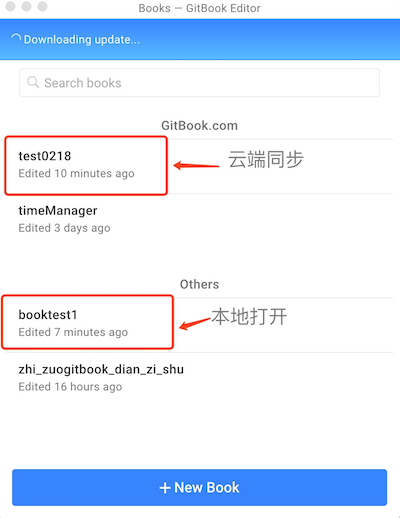 Books — GitBook Editor
Downloading update...
Search books
GitBook.com
test0218
Edited 10 minutes ago
云端同步
timeManager
Edited 3 days ago
Others
booktest1
Edited 7 minutes ago
本地打开
zhi_zuogitbook_dian_zi_shu
Edited 16 hours ago
+ New Book